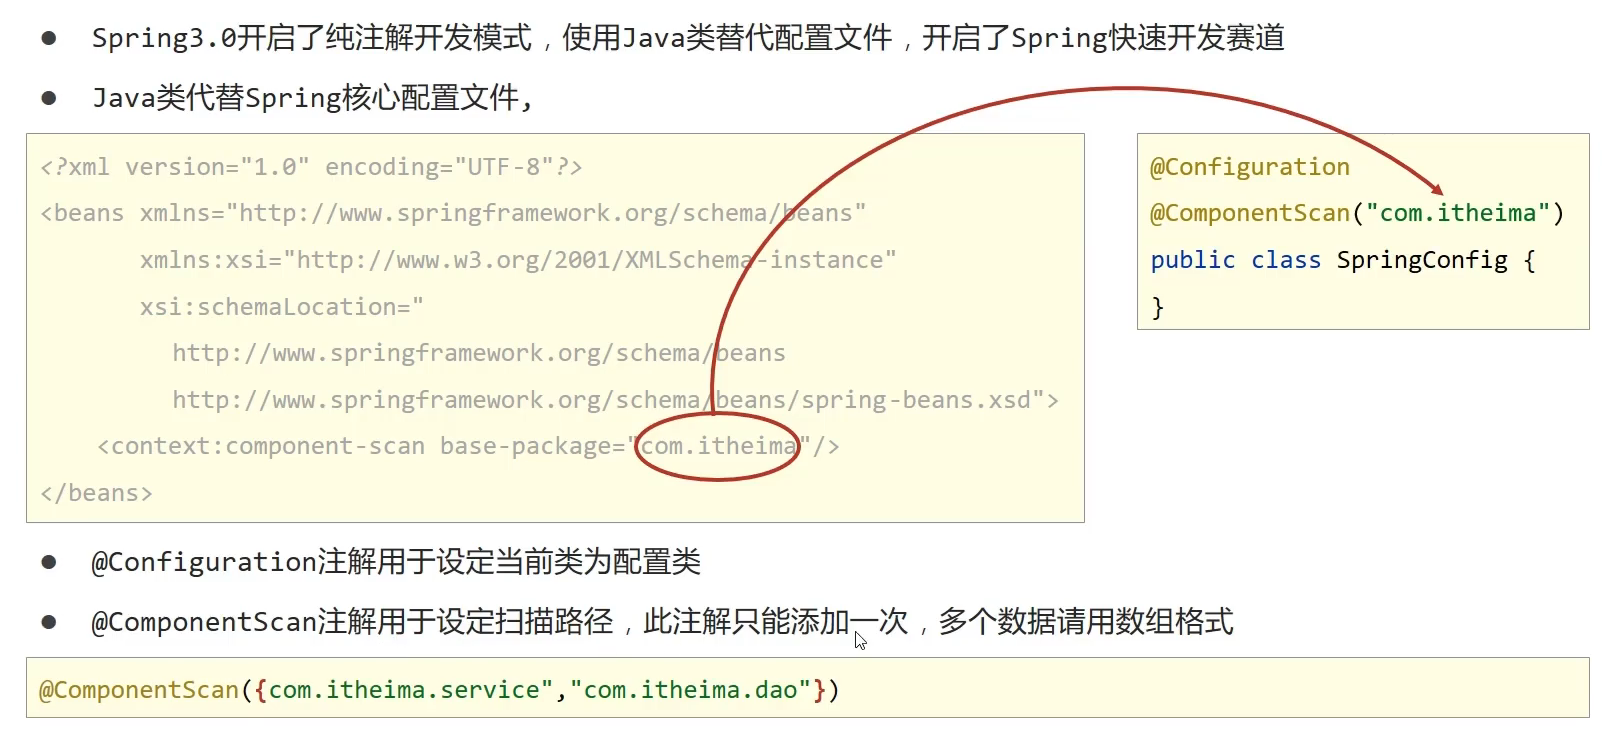 ● Spring3.0开启了纯注解开发模式，使用Java类替代配置文件，开启了Spring快速开发赛道
● Java类代替Spring核心配置文件,
<?xml version="1.0" encoding="UTF-8"?>
<beans xmlns="http://www.springframework.org/schema/beans"
xmlns:xsi="http://www.w3.org/2001/XMLSchema-instance"
xsi:schemaLocation="
http://www.springframework.org/schema/beans
http://www.springframework.org/schema/beans/spring-beans.xsd">
<context:component-scan base-package="com.itheima"/>
</beans>
@Configuration
@ComponentScan("com.itheima")
public class SpringConfig {
}
● @Configuration注解用于设定当前类为配置类
● @ComponentScan注解用于设定扫描路径，此注解只能添加一次，多个数据请用数组格式
@ComponentScan({com.itheima.service","com.itheima.dao"})